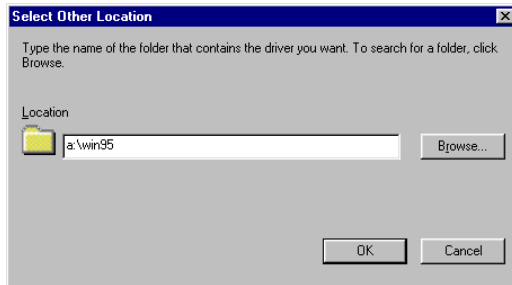 Select Other Location
Type the name of the folder that contains the driver you want. To search for a folder, click
Browse.
Location
a:\win95
Browse...
OK
Cancel